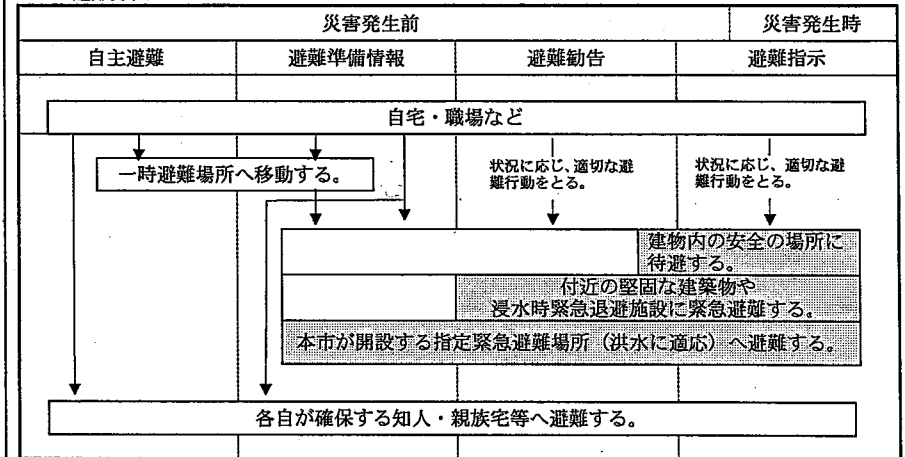 災害発生前 災害発生時
自主避難 避難準備情報 避難勧告 避難指示
自宅・職場など
一時避難場所へ移動する。
状況に応じ、適切な避
難行動をとる。
状況に応じ、適切な避
難行動をとる。
建物内の安全の場所に
待避する。
付近の堅固な建築物や
浸水時緊急退避施設に緊急避難する。
本市が開設する指定緊急避難場所（洪水に適応）へ避難する。
各自が確保する知人・親族宅等へ避難する。